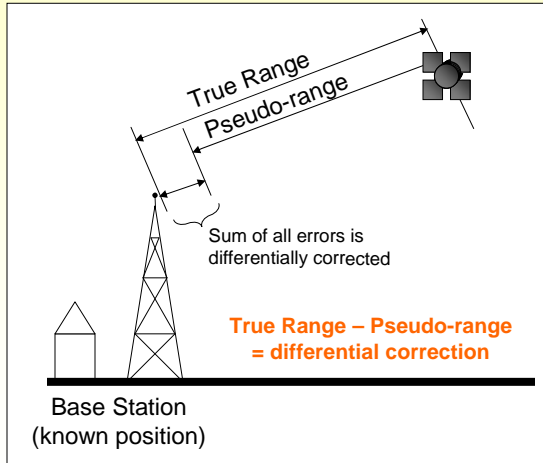 True Range
Pseudo-range
Sum of all errors is
differentially corrected
True Range – Pseudo-range
= differential correction
Base Station
(known position)